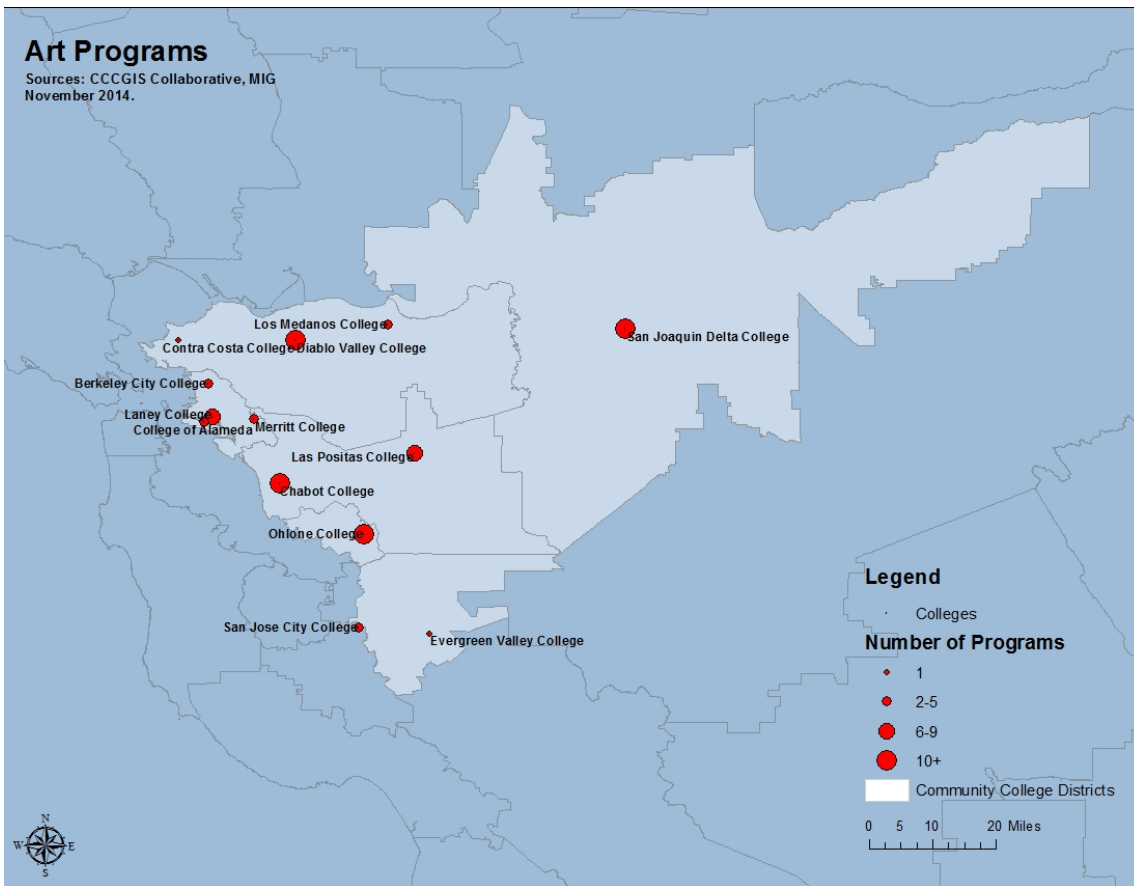 Art Programs
Sources: CCCGIS Collaborative, MIG
November 2014.
Los Medanos College
San Joaquin Delta College
Contra Costa College
Diablo Valley College
Berkeley City College
Laney College
College of Alameda
Merritt College
Las Positas College
Chabot College
Ohlone College
San Jose City College
Evergreen Valley College
Legend
Colleges
Number of Programs
1
2-5
6-9
10+
Community College Districts
0 5 10 20 Miles
N
W E
S